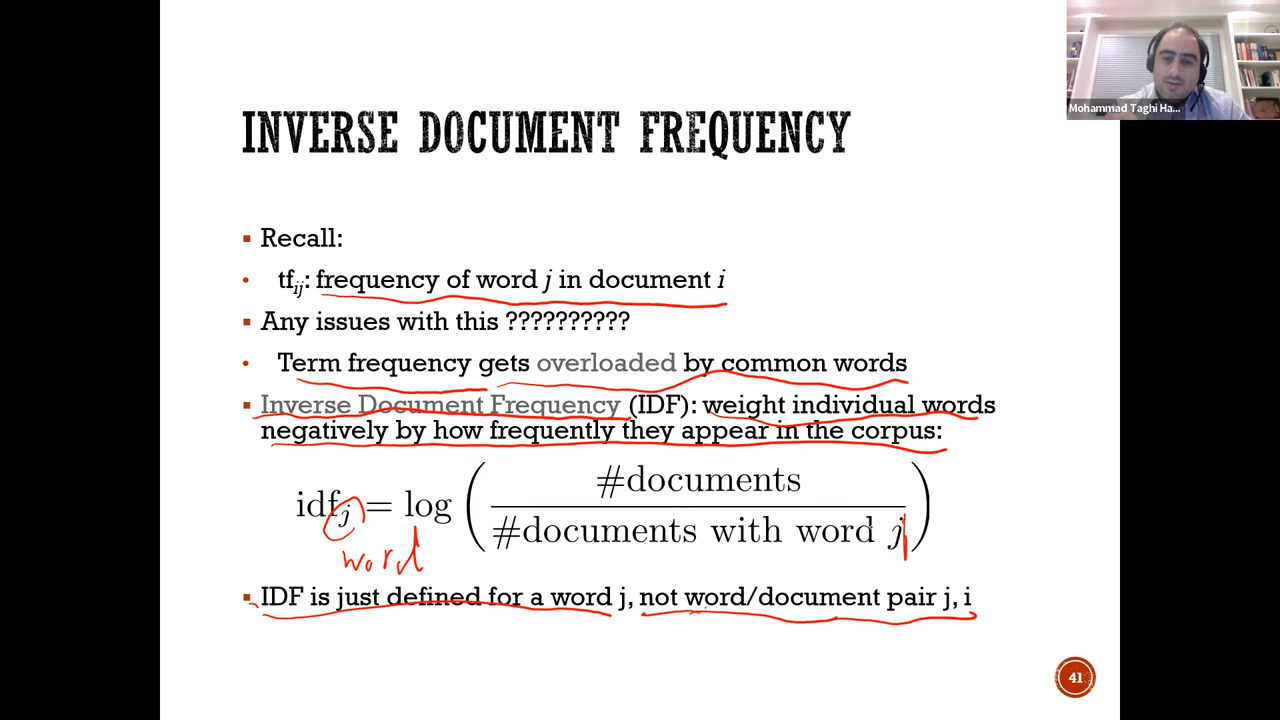 Mohammad Taghi Ha...
INVERSE DOCUMENT FREQUENCY
▪ Recall:
• tfij: frequency of word j in document i
▪ Any issues with this ??????????
• Term frequency gets overloaded by common words
▪ Inverse Document Frequency (IDF): weight individual words
negatively by how frequently they appear in the corpus:
idfj = log ( #documents / #documents with word j )
word
▪ IDF is just defined for a word j, not word/document pair j, i
41